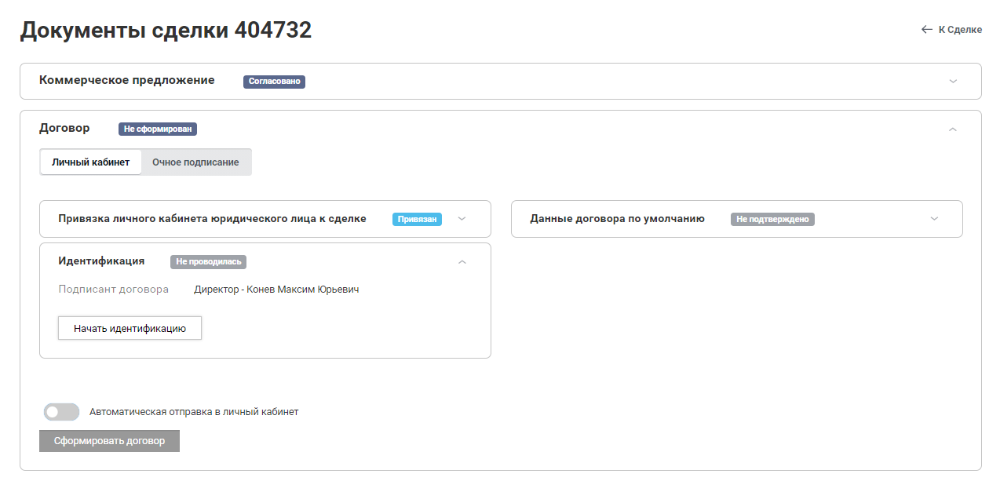 Документы сделки 404732
← К Сделке
Коммерческое предложение Согласовано
Договор Не сформирован
Личный кабинет Очное подписание
Привязка личного кабинета юридического лица к сделке Привязан
Данные договора по умолчанию Не подтверждено
Идентификация Не проводилась
Подписант договора Директор - Конев Максим Юрьевич
Начать идентификацию
Автоматическая отправка в личный кабинет
Сформировать договор